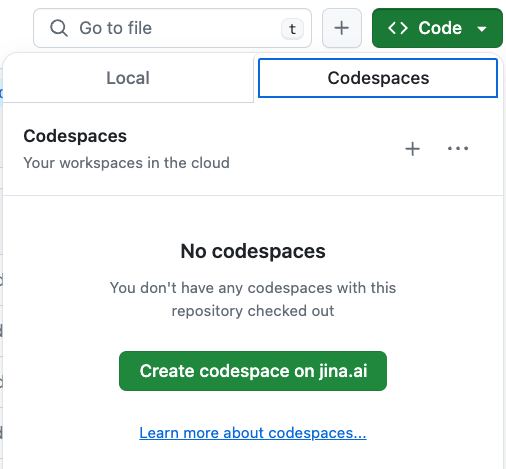 Go to file
t
Code
Local
Codespaces
Codespaces
Your workspaces in the cloud
No codespaces
You don't have any codespaces with this
repository checked out
Create codespace on jina.ai
Learn more about codespaces...